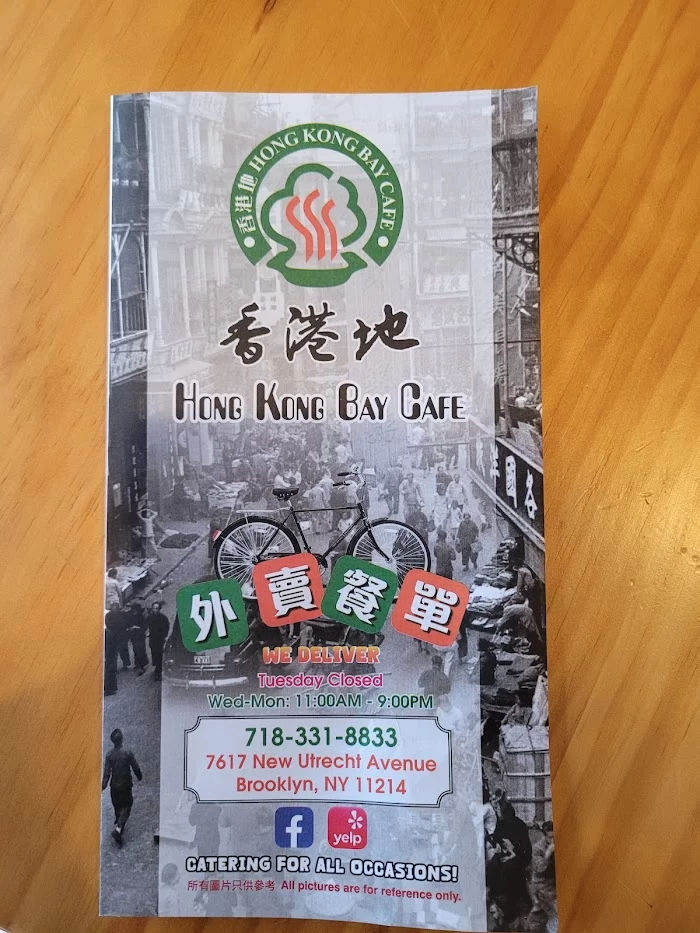 香港地 HONG KONG BAY CAFE
香港地
HONG KONG BAY CAFE
外賣餐單
WE DELIVER
Tuesday Closed
Wed-Mon: 11:00AM - 9:00PM
718-331-8833
7617 New Utrecht Avenue
Brooklyn, NY 11214
f
yelp
CATERING FOR ALL OCCASIONS!
所有圖片只供參考 All pictures are for reference only.